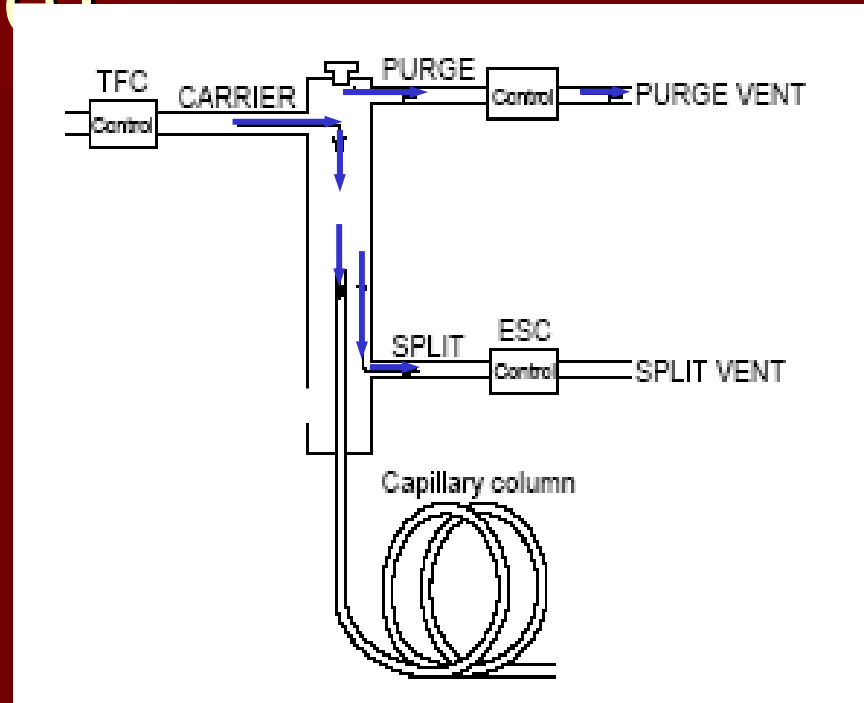 TFC
Control
CARRIER
PURGE
Control
PURGE VENT
SPLIT
ESC
Control
SPLIT VENT
Capillary column